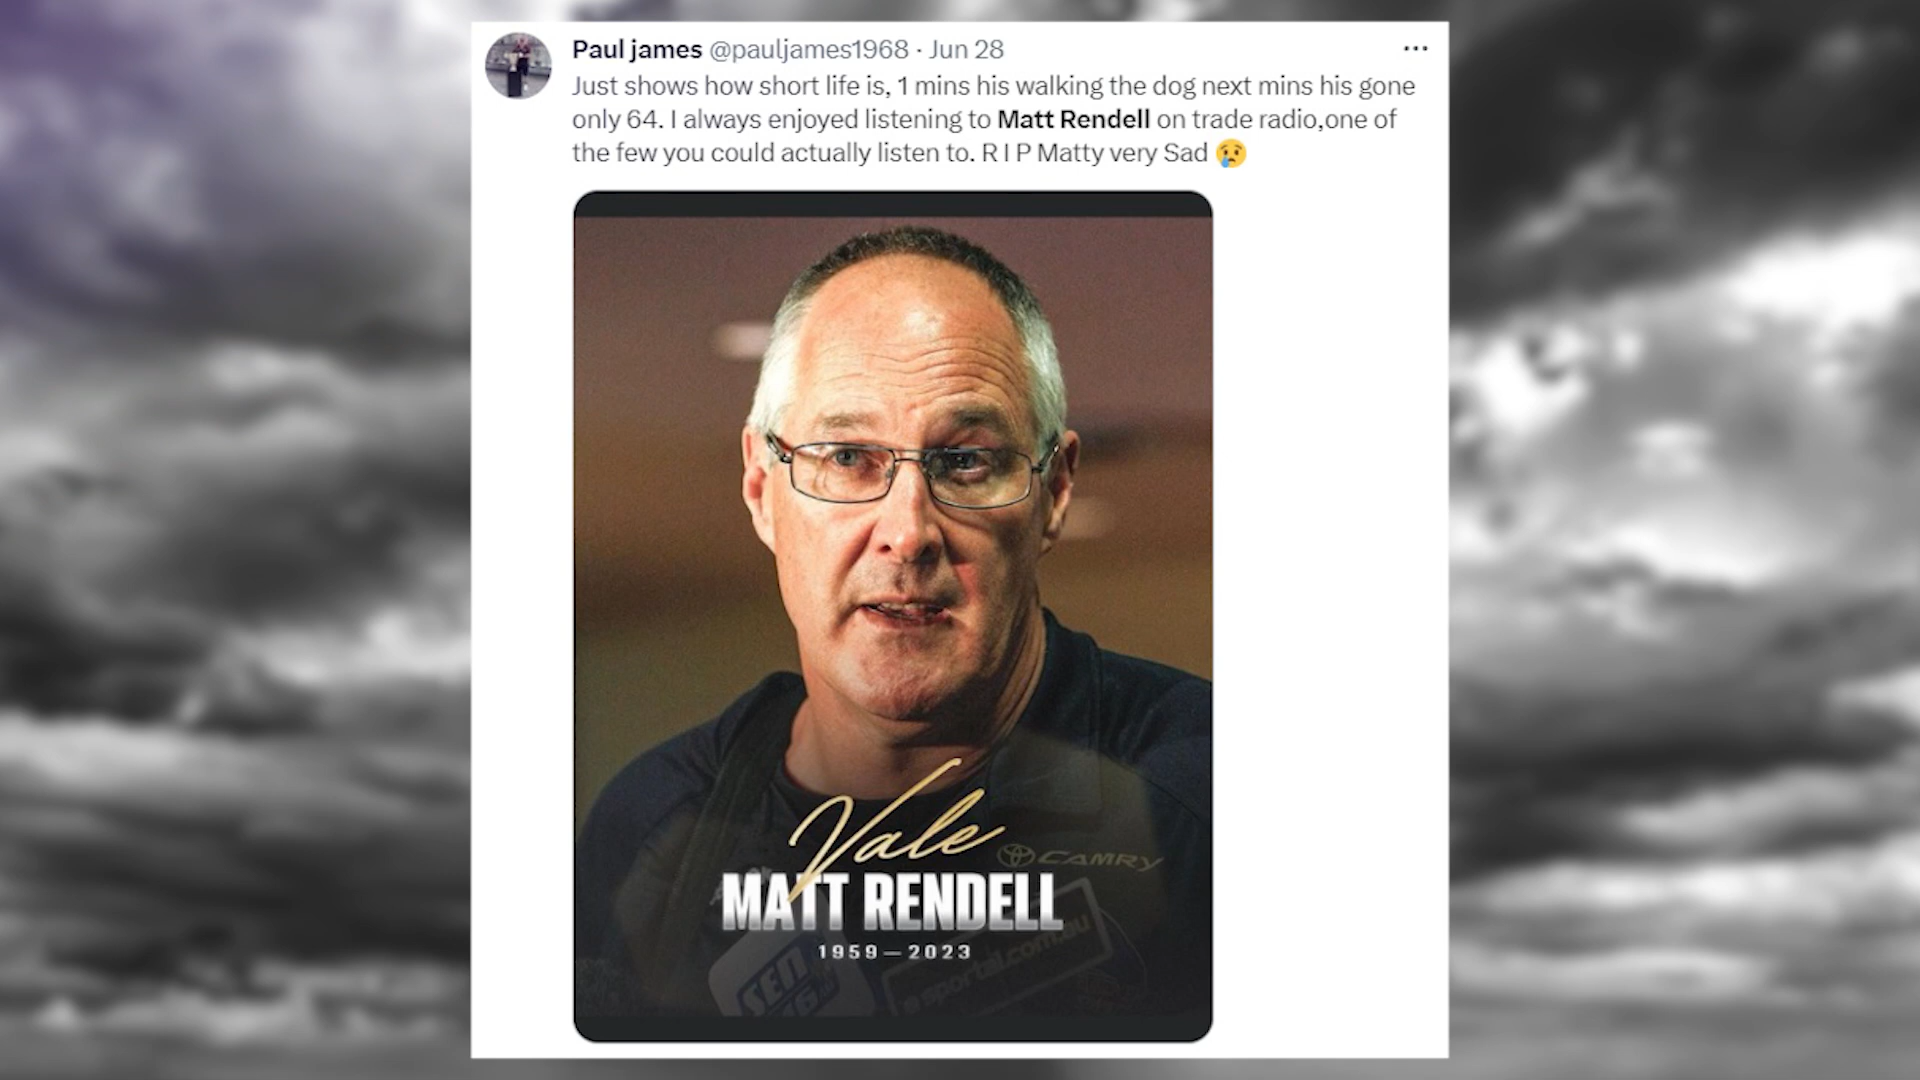 Paul james @pauljames1968 · Jun 28
Just shows how short life is, 1 mins his walking the dog next mins his gone
only 64. I always enjoyed listening to Matt Rendell on trade radio,one of
the few you could actually listen to. R I P Matty very Sad 😢
Vale
CAMRY
MATT RENDELL
1959—2023
SEN
sportal.com.au